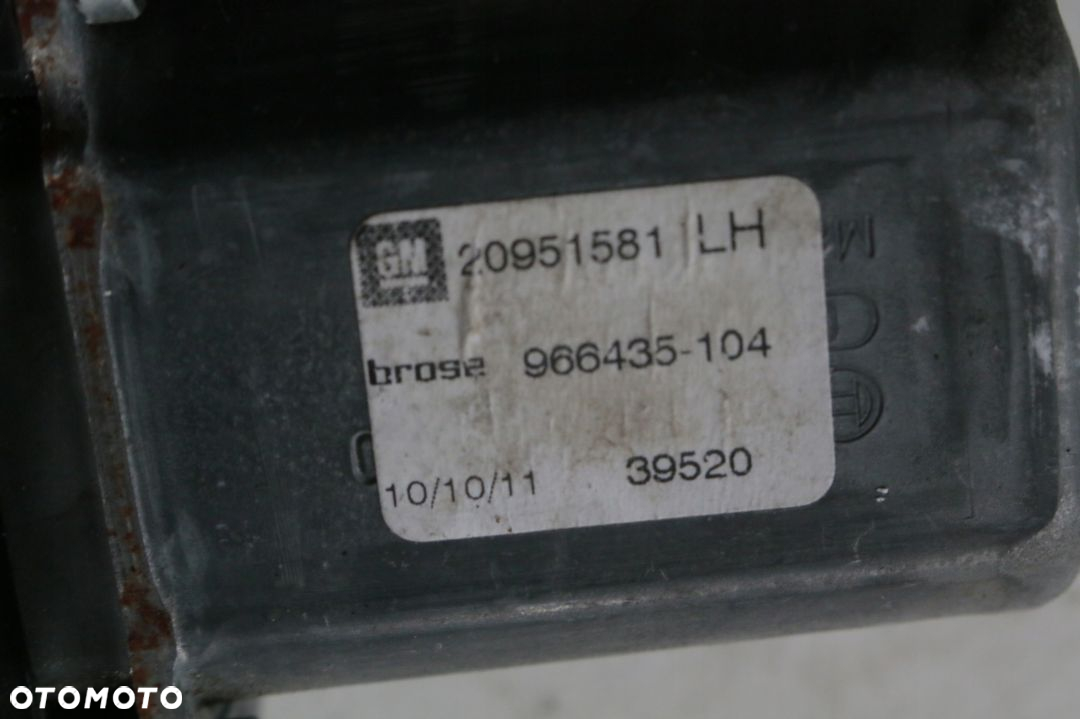 GM 20951581 LH
brose 966435-104
10/10/11 39520
OTOMOTO